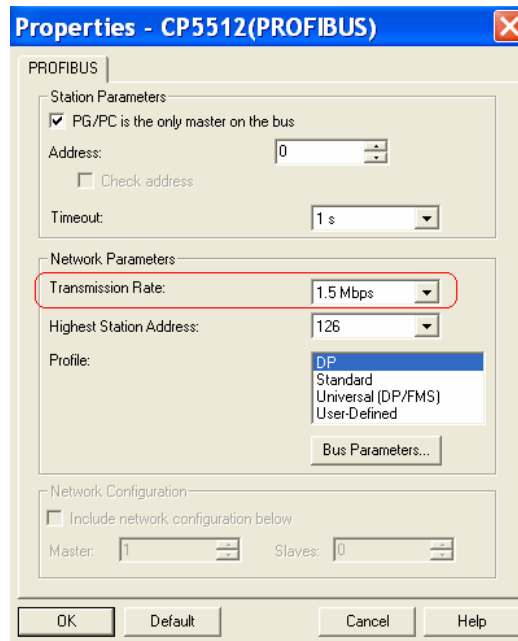 Properties - CP5512(PROFIBUS)
PROFIBUS
Station Parameters
PG/PC is the only master on the bus
Address: 0
Check address
Timeout: 1 s
Network Parameters
Transmission Rate: 1.5 Mbps
Highest Station Address: 126
Profile: DP
Standard
Universal (DP/FMS)
User-Defined
Bus Parameters...
Network Configuration
Include network configuration below
Master: 1 Slaves: 0
OK Default Cancel Help